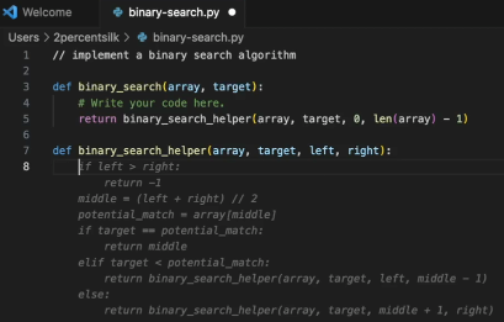 Welcome
binary-search.py
Users > 2percentsilk > binary-search.py
1 // implement a binary search algorithm
2
3 def binary_search(array, target):
4 # Write your code here.
5 return binary_search_helper(array, target, 0, len(array) - 1)
6
7 def binary_search_helper(array, target, left, right):
8 if left > right:
return -1
middle = (left + right) // 2
potential_match = array[middle]
if target == potential_match:
return middle
elif target < potential_match:
return binary_search_helper(array, target, left, middle - 1)
else:
return binary_search_helper(array, target, middle + 1, right)